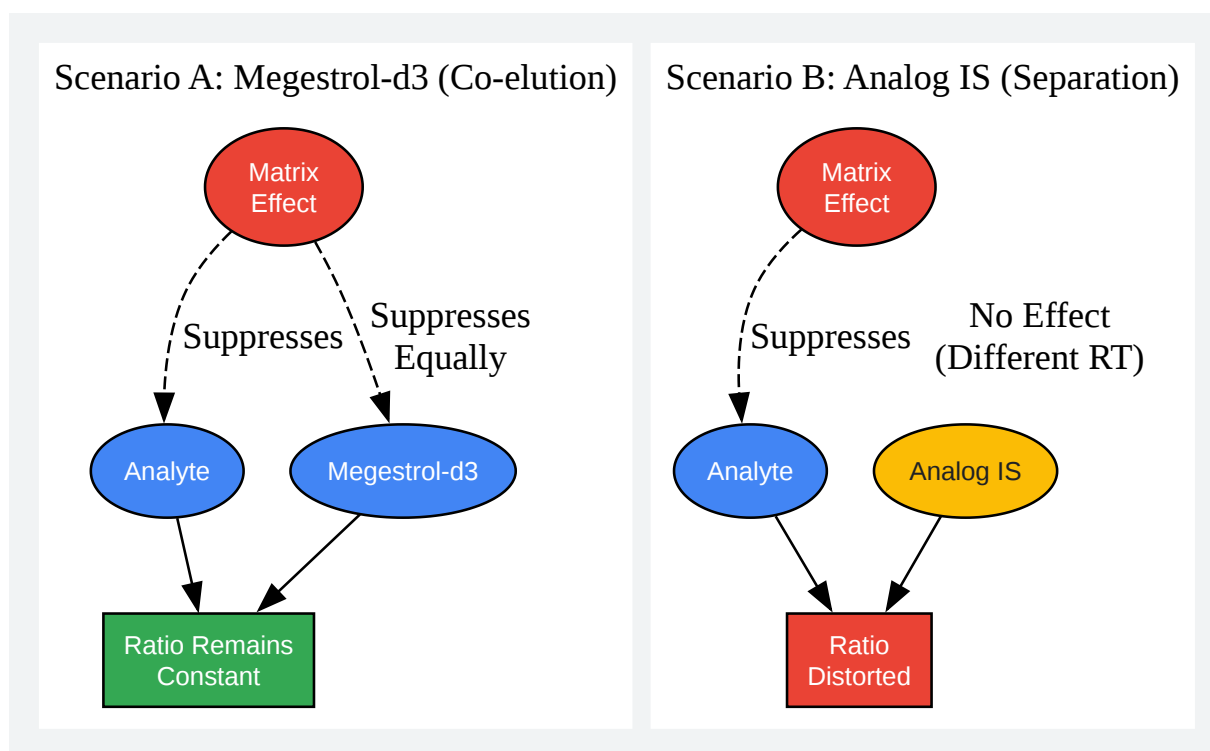 Scenario A: Megestrol-d3 (Co-elution)
Matrix
Effect
Suppresses
Suppresses
Equally
Analyte
Megestrol-d3
Ratio Remains
Constant
Scenario B: Analog IS (Separation)
Matrix
Effect
Suppresses
No Effect
(Different RT)
Analyte
Analog IS
Ratio
Distorted